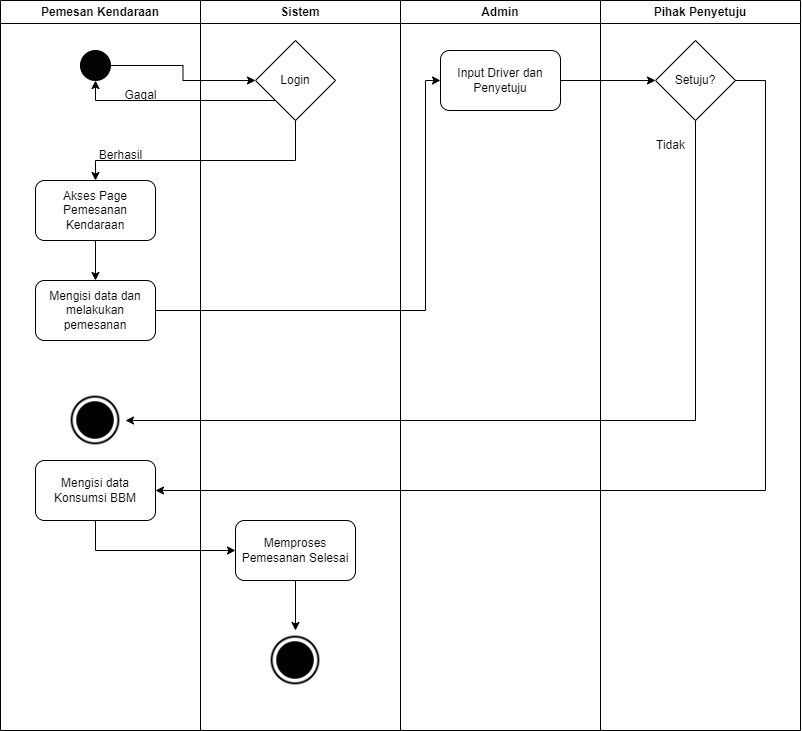 Pemesan Kendaraan
Sistem
Admin
Pihak Penyetuju
Login
Gagal
Berhasil
Akses Page
Pemesanan
Kendaraan
Mengisi data dan
melakukan
pemesanan
Input Driver dan
Penyetuju
Setuju?
Tidak
Mengisi data
Konsumsi BBM
Memproses
Pemesanan Selesai